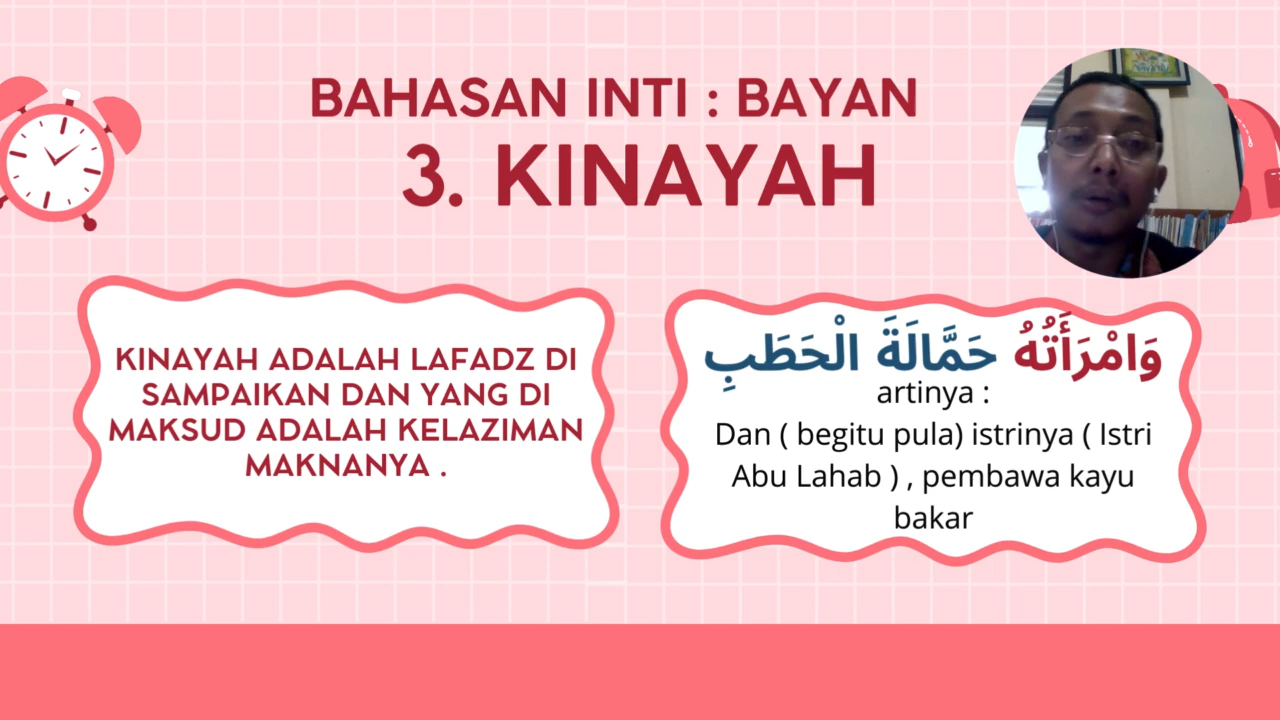 BAHASAN INTI : BAYAN
3. KINAYAH
KINAYAH ADALAH LAFADZ DI
SAMPAIKAN DAN YANG DI
MAKSUD ADALAH KELAZIMAN
MAKNANYA .
وَامْرَأَتُهُ حَمَّالَةَ الْحَطَبِ
artinya :
Dan ( begitu pula) istrinya ( Istri
Abu Lahab ) , pembawa kayu
bakar